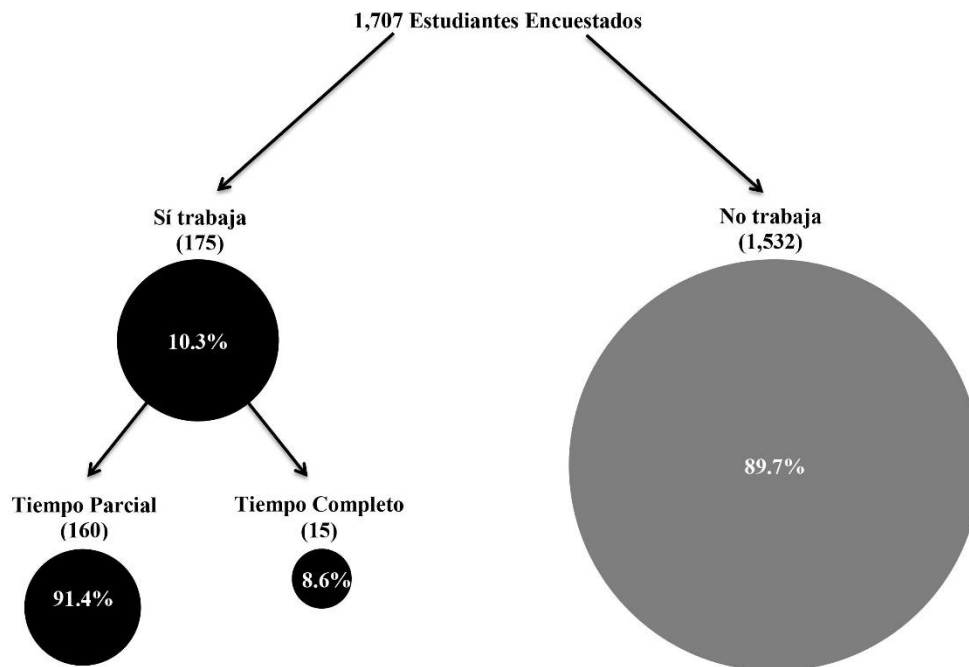 1,707 Estudiantes Encuestados
Sí trabaja
(175)
No trabaja
(1,532)
10.3%
89.7%
Tiempo Parcial
(160)
Tiempo Completo
(15)
91.4%
8.6%